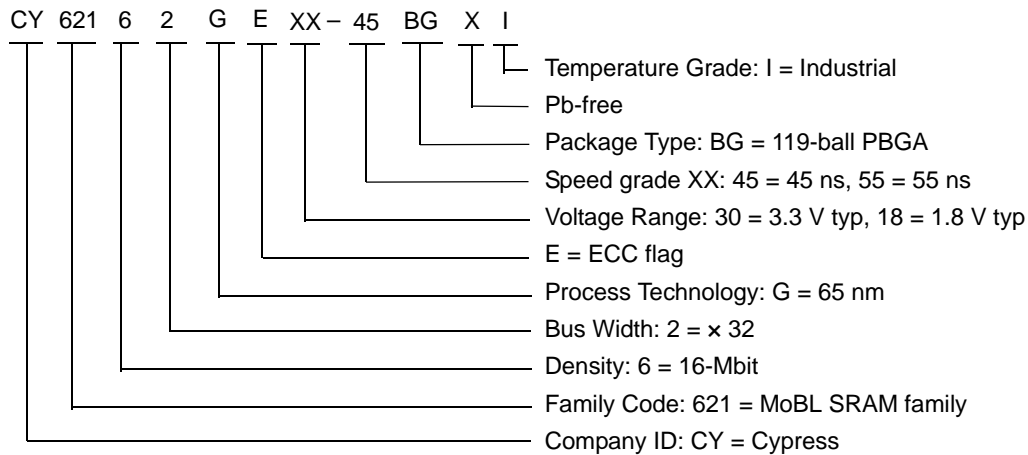 CY 621 6 2 G E XX – 45 BG X I
Temperature Grade: I = Industrial
Pb-free
Package Type: BG = 119-ball PBGA
Speed grade XX: 45 = 45 ns, 55 = 55 ns
Voltage Range: 30 = 3.3 V typ, 18 = 1.8 V typ
E = ECC flag
Process Technology: G = 65 nm
Bus Width: 2 = × 32
Density: 6 = 16-Mbit
Family Code: 621 = MoBL SRAM family
Company ID: CY = Cypress